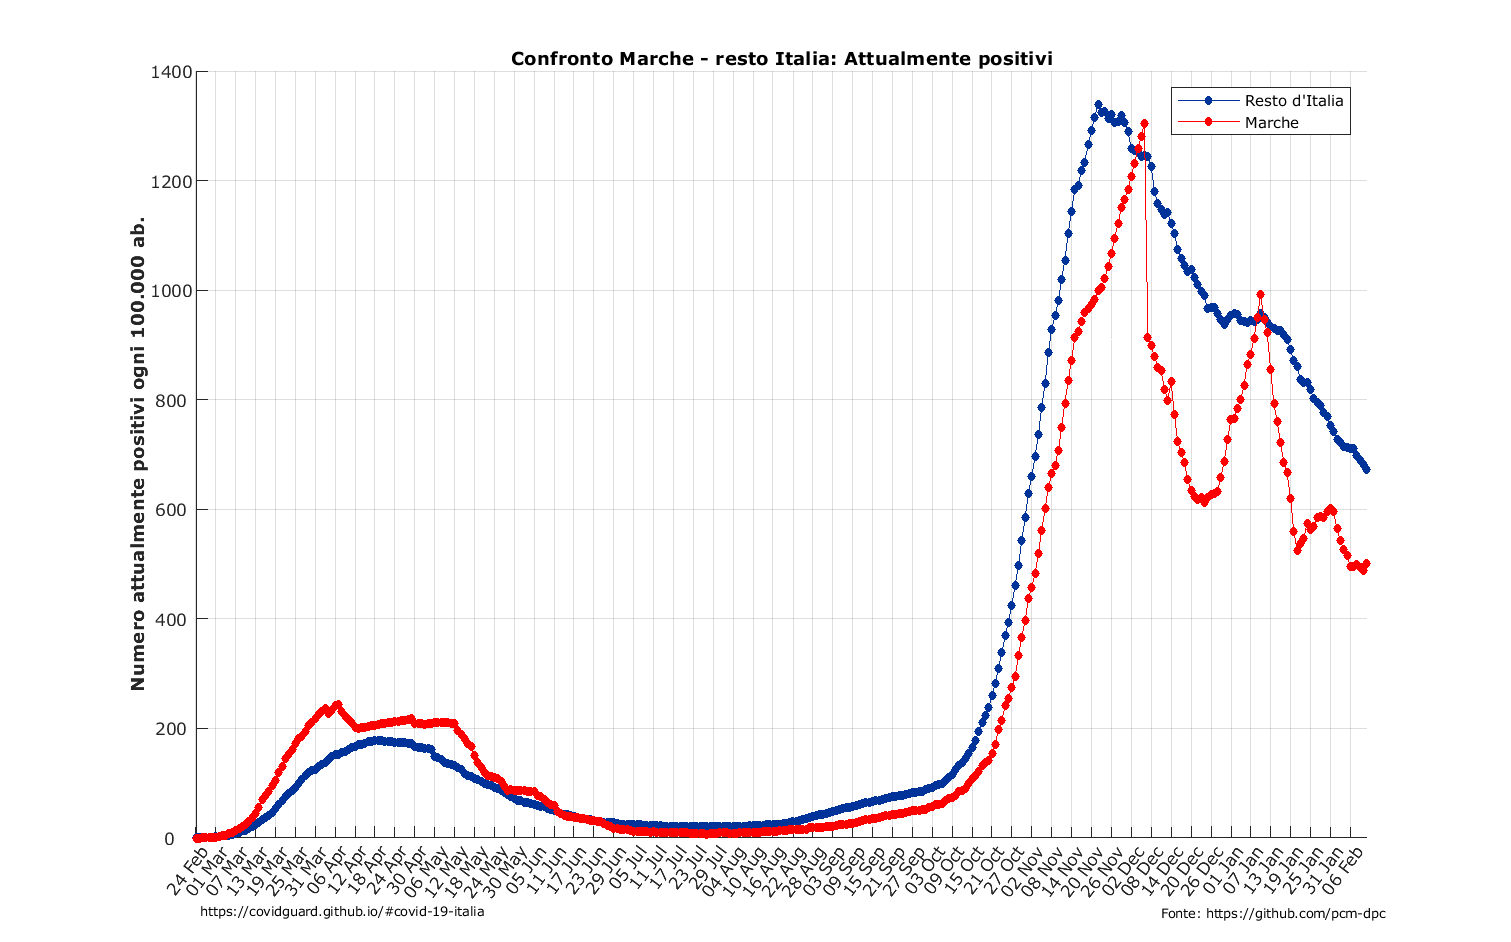 Confronto Marche - resto Italia: Attualmente positivi
Numero attualmente positivi ogni 100.000 ab.
1400
1200
1000
800
600
400
200
0
Resto d'Italia
Marche
24 Feb
01 Mar
07 Mar
13 Mar
19 Mar
25 Mar
31 Mar
06 Apr
12 Apr
18 Apr
24 Apr
30 Apr
06 May
12 May
18 May
24 May
30 May
05 Jun
11 Jun
17 Jun
23 Jun
29 Jun
05 Jul
11 Jul
17 Jul
23 Jul
29 Jul
04 Aug
10 Aug
16 Aug
22 Aug
28 Aug
03 Sep
09 Sep
15 Sep
21 Sep
27 Sep
03 Oct
09 Oct
15 Oct
21 Oct
27 Oct
02 Nov
08 Nov
14 Nov
20 Nov
26 Nov
02 Dec
08 Dec
14 Dec
20 Dec
26 Dec
01 Jan
07 Jan
13 Jan
19 Jan
25 Jan
31 Jan
06 Feb
https://covidguard.github.io/#covid-19-italia
Fonte: https://github.com/pcm-dpc